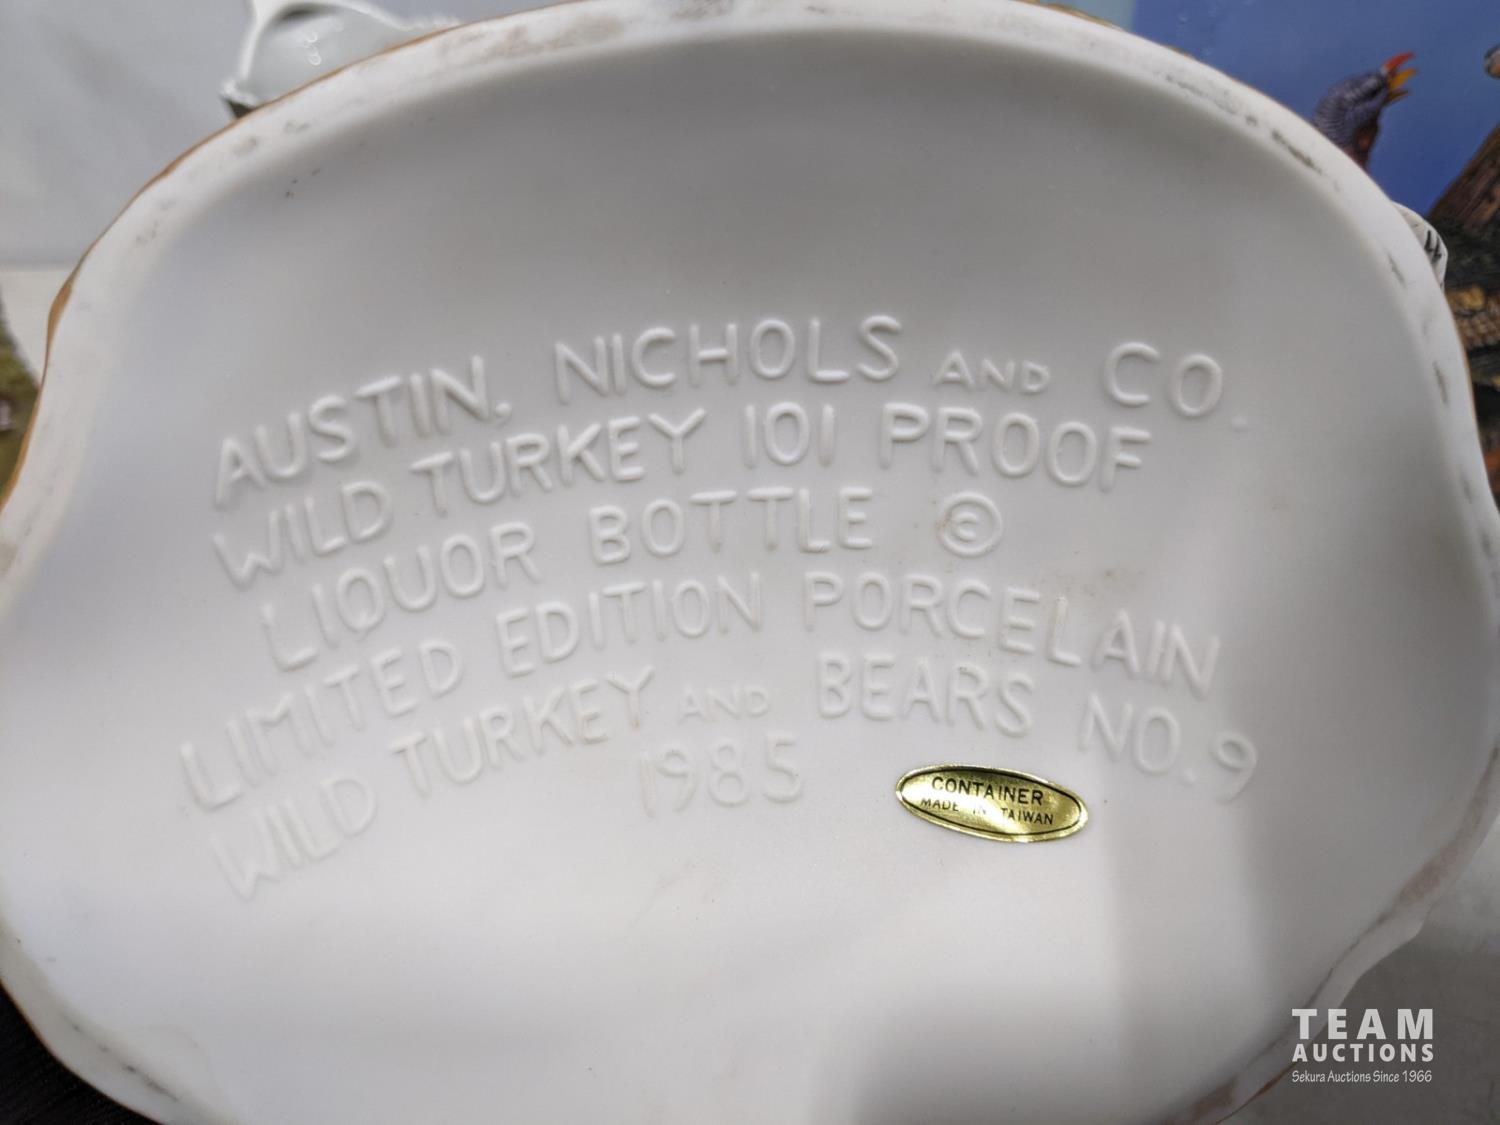 AUSTIN, NICHOLS AND CO.
WILD TURKEY 101 PROOF
LIQUOR BOTTLE ©
LIMITED EDITION PORCELAIN
WILD TURKEY AND BEARS NO. 9
1985
CONTAINER
MADE IN TAIWAN
TEAM
AUCTIONS
Sekura Auctions Since 1966